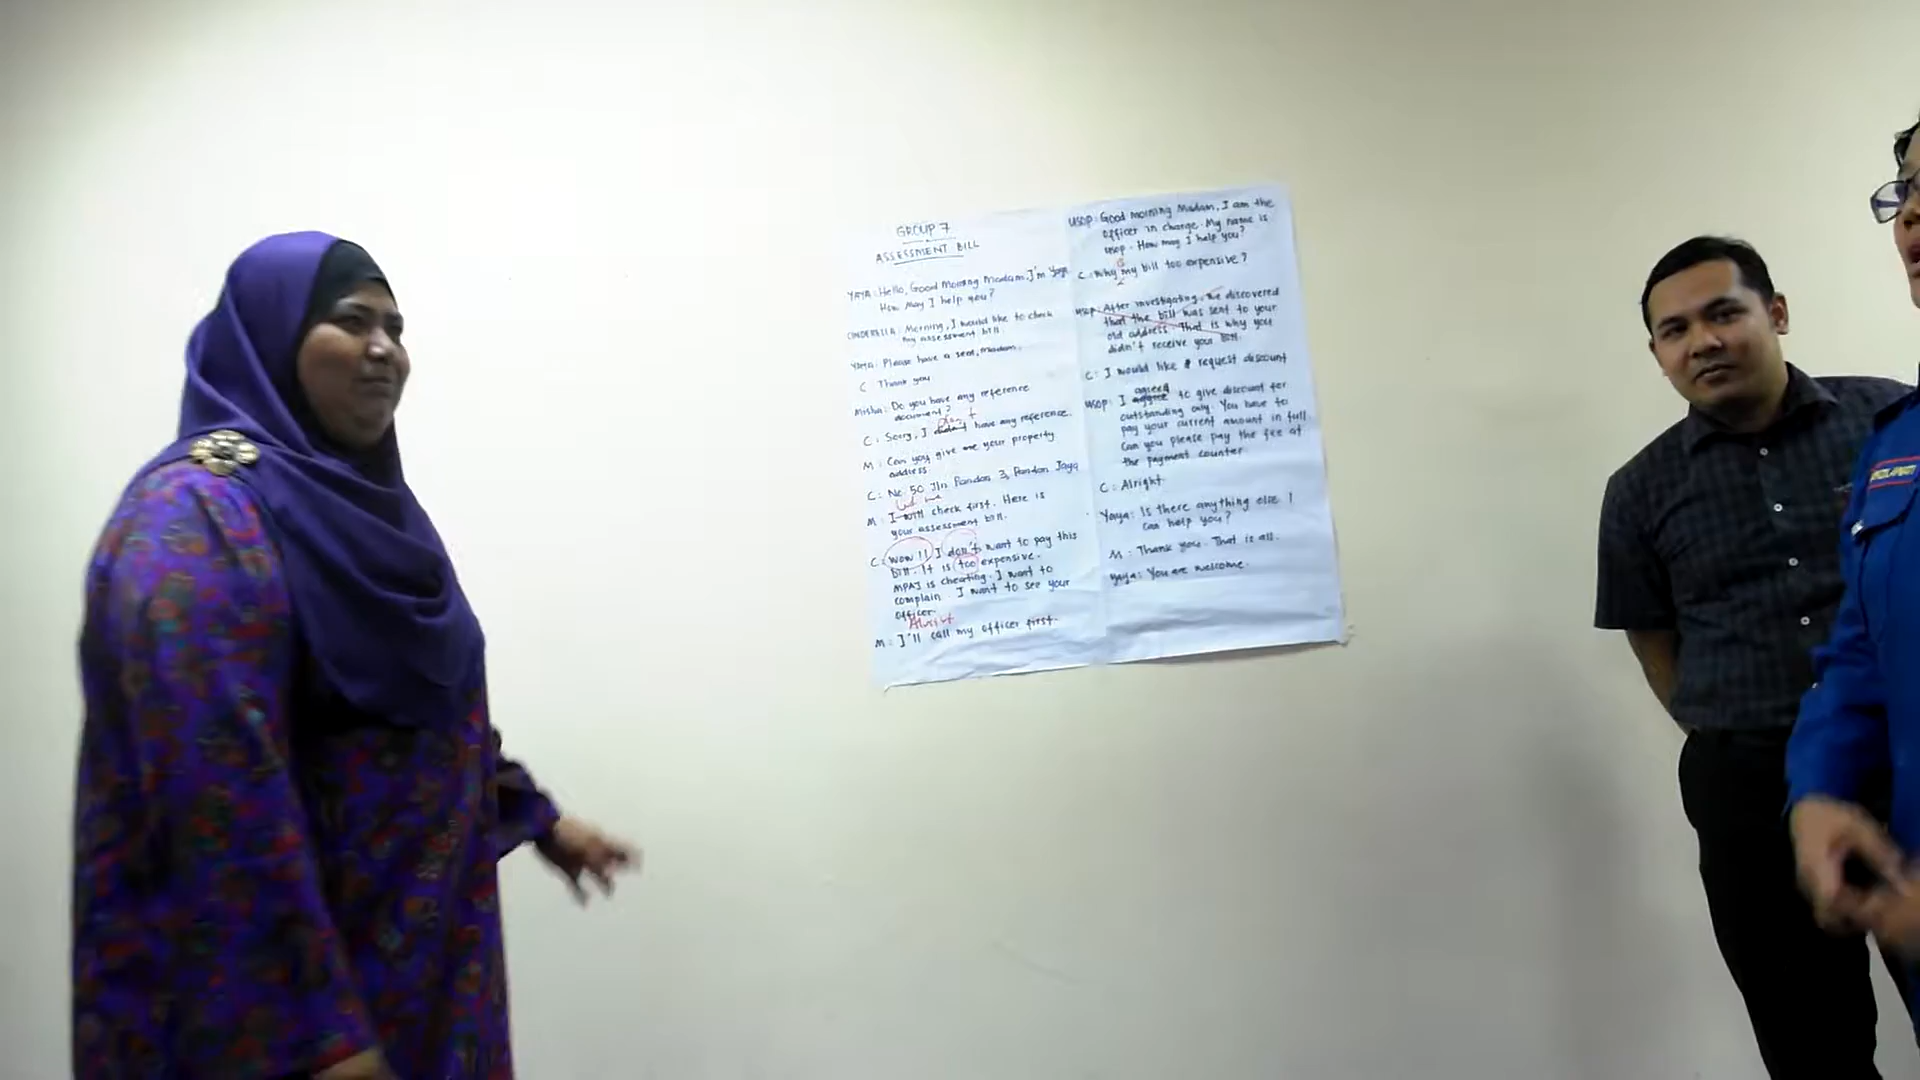 GROUP 7
ASSESSMENT BILL
YAYA: Hello, Good Morning Madam. I'm Yaya.
How may I help you?
CINDERELLA: Morning, I would like to check
my assessment bill.
YAYA: Please have a seat, madam.
C: Thank you
Misha: Do you have any reference
document?
C: Sorry, I didn't have any reference.
M: Can you give me your property
address.
C: No. 50 Jln Pandan 3, Pandan Jaya
Let me
M: I will check first. Here is
your assessment bill.
C: Wow!! I don't want to pay this
bill. It is too expensive.
MPAJ is cheating. I want to
complain. I want to see your
officer.
Alright
M: I'll call my officer first.
USOP: Good morning Madam, I am the
officer in charge. My name is
usop. How may I help you?
is
C: Why my bill too expensive?
usop: After investigating, we discovered
that the bill was sent to your
old address. That is why you
didn't receive your bill.
C: I would like request discount
agreed
usop: I to give discount for
outstanding only. You have to
pay your current amount in full
Can you please pay the fee at
the payment counter.
C: Alright.
Yaya: Is there anything else I
can help you?
M: Thank you. That is all.
Yaya: You are welcome.